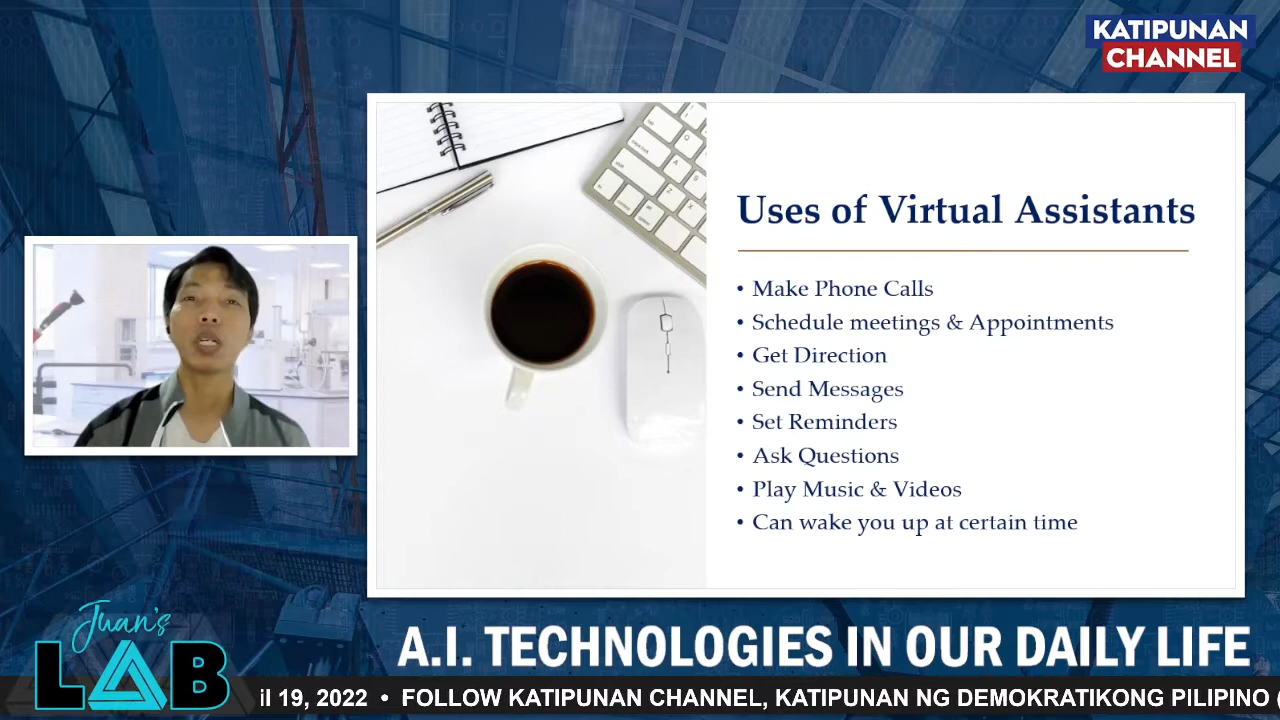 KATIPUNAN
CHANNEL
Uses of Virtual Assistants
• Make Phone Calls
• Schedule meetings & Appointments
• Get Direction
• Send Messages
• Set Reminders
• Ask Questions
• Play Music & Videos
• Can wake you up at certain time
Juan's
LAB
A.I. TECHNOLOGIES IN OUR DAILY LIFE
il 19, 2022 • FOLLOW KATIPUNAN CHANNEL, KATIPUNAN NG DEMOKRATIKONG PILIPINO